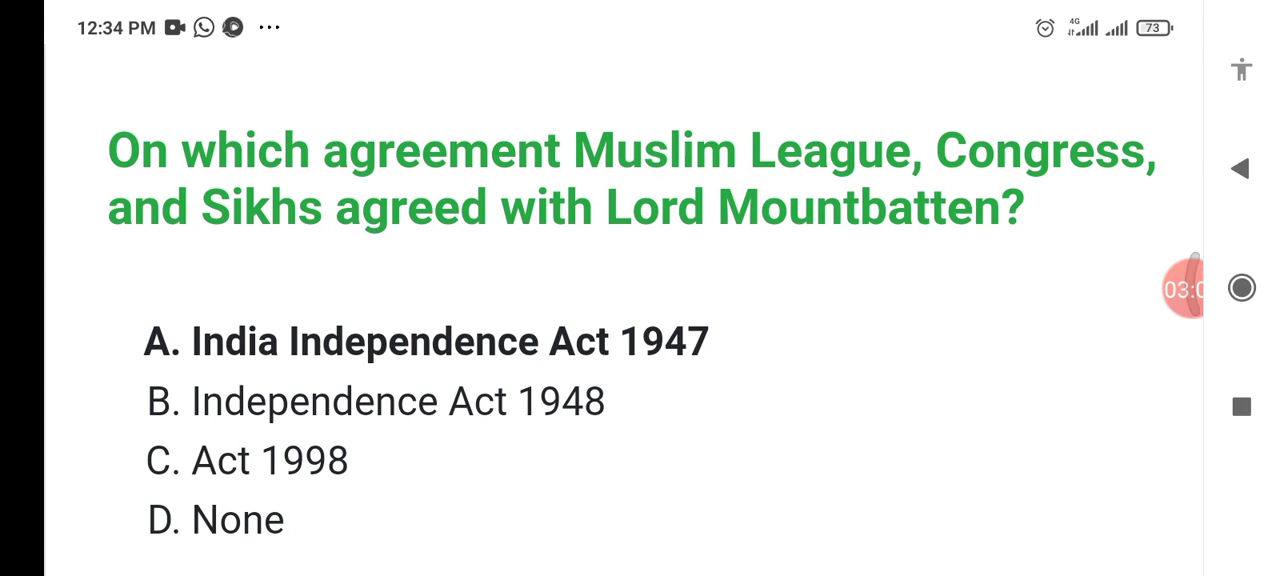 12:34 PM ... 4G 73
On which agreement Muslim League, Congress,
and Sikhs agreed with Lord Mountbatten?
03:0
A. India Independence Act 1947
B. Independence Act 1948
C. Act 1998
D. None